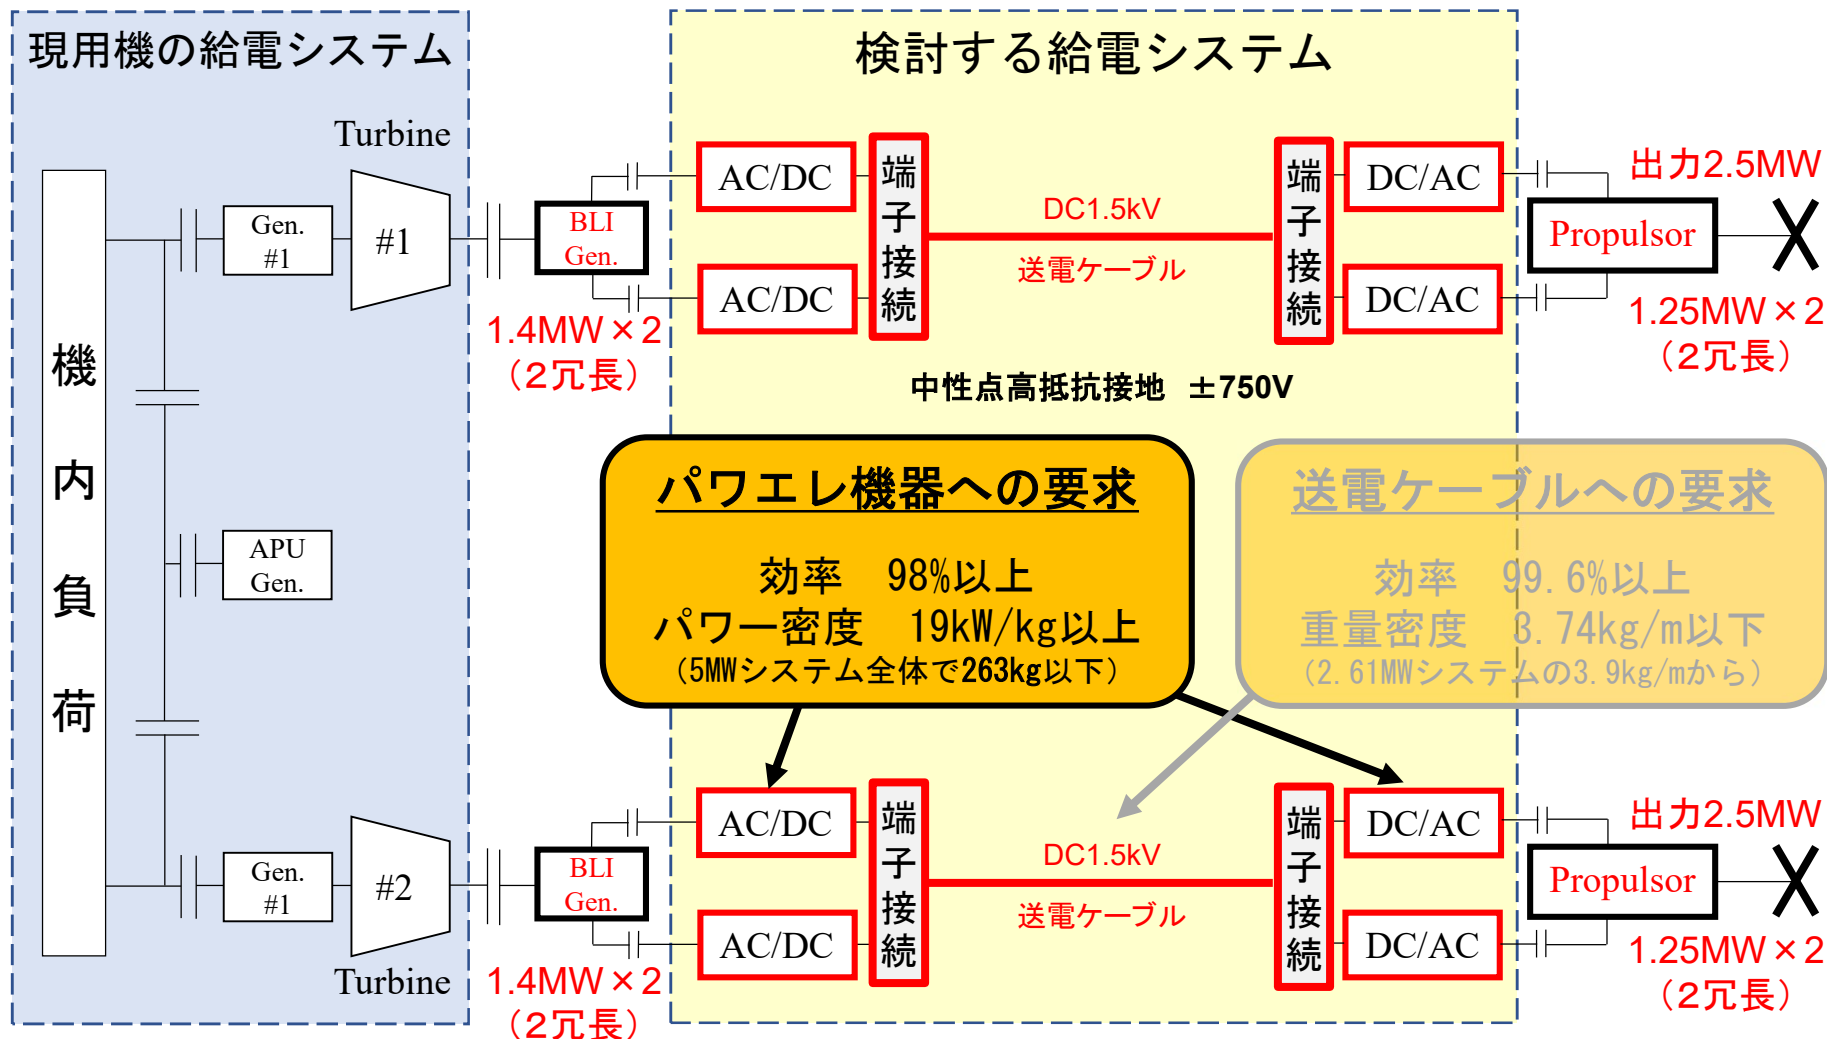 現用機の給電システム
検討する給電システム
Turbine
機内負荷
Gen.
#1
#1
BLI
Gen.
1.4MW×2
(2冗長)
AC/DC
AC/DC
端子接続
DC1.5kV
送電ケーブル
端子接続
DC/AC
DC/AC
出力2.5MW
Propulsor
1.25MW×2
(2冗長)
中性点高抵抗接地 ±750V
APU
Gen.
パワエレ機器への要求
効率 98%以上
パワー密度 19kW/kg以上
(5MWシステム全体で263kg以下)
送電ケーブルへの要求
効率 99.6%以上
重量密度 3.74kg/m以下
(2.61MWシステムの3.9kg/mから)
Gen.
#1
#2
Turbine
BLI
Gen.
1.4MW×2
(2冗長)
AC/DC
AC/DC
端子接続
DC1.5kV
送電ケーブル
端子接続
DC/AC
DC/AC
出力2.5MW
Propulsor
1.25MW×2
(2冗長)